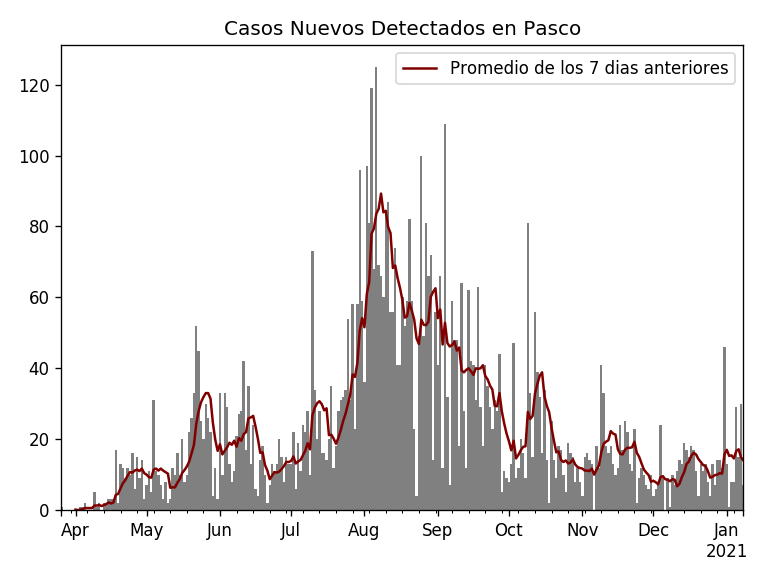 Casos Nuevos Detectados en Pasco
Promedio de los 7 dias anteriores
120
100
80
60
40
20
0
Apr May Jun Jul Aug Sep Oct Nov Dec Jan
2021